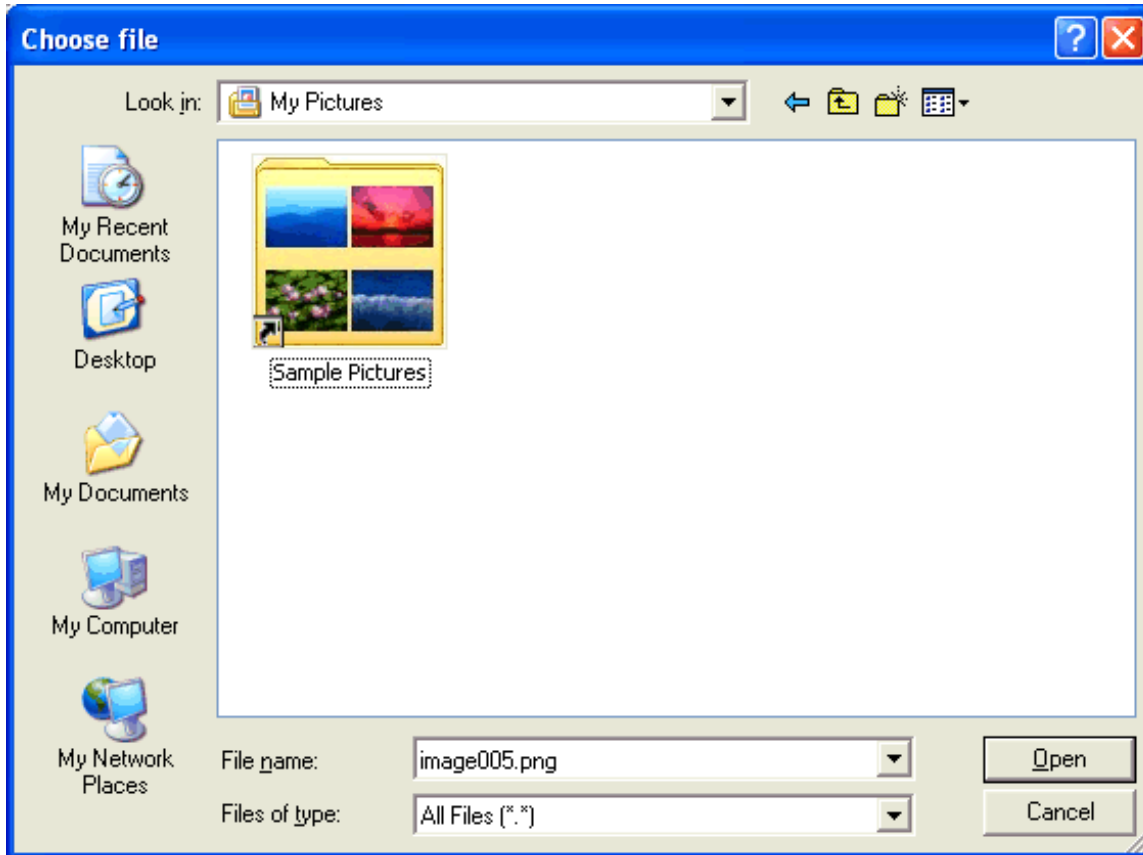 Choose file
Look in:
My Pictures
My Recent
Documents
Desktop
My Documents
My Computer
My Network
Places
Sample Pictures
File name:
image005.png
Open
Files of type:
All Files (*.*)
Cancel